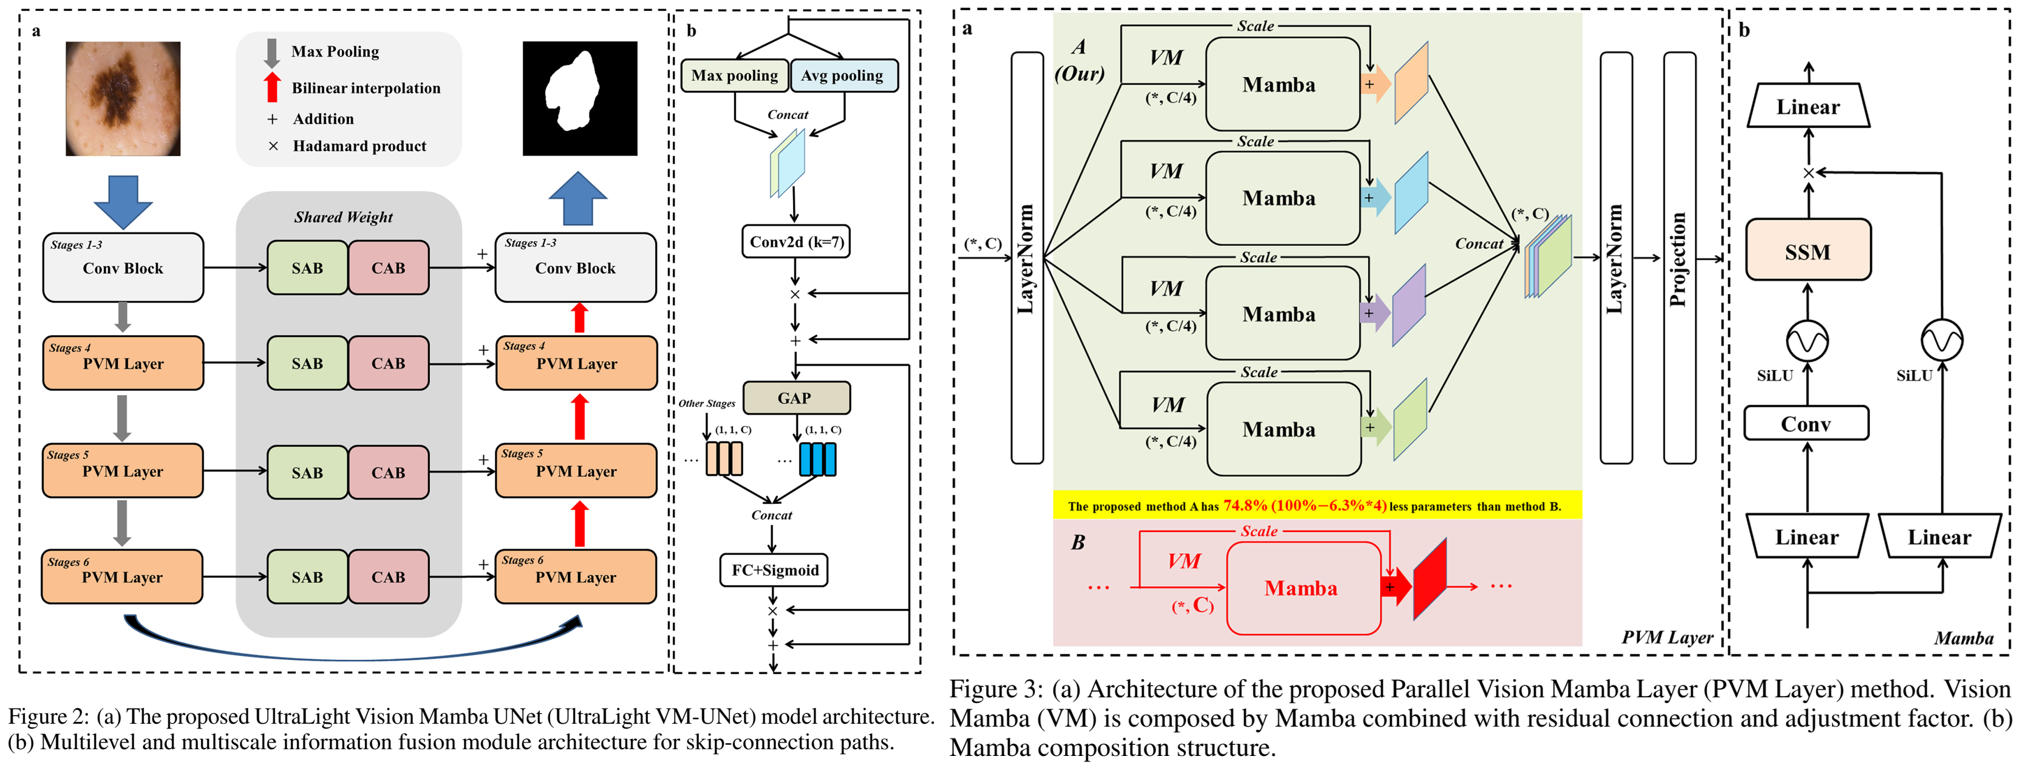 a
Max Pooling
Bilinear interpolation
+ Addition
× Hadamard product
Shared Weight
Stages 1-3
Conv Block
SAB
CAB
+
Stages 1-3
Conv Block
Stages 4
PVM Layer
SAB
CAB
+
Stages 4
PVM Layer
Stages 5
PVM Layer
SAB
CAB
+
Stages 5
PVM Layer
Stages 6
PVM Layer
SAB
CAB
+
Stages 6
PVM Layer
b
Max pooling
Avg pooling
Concat
Conv2d (k=7)
×
+
GAP
Other Stages
(1, 1, C)
(1, 1, C)
...
...
Concat
FC+Sigmoid
×
+
Figure 2: (a) The proposed UltraLight Vision Mamba UNet (UltraLight VM-UNet) model architecture.
(b) Multilevel and multiscale information fusion module architecture for skip-connection paths.
a
(*, C)
LayerNorm
A
(Our)
Scale
VM
(*, C/4)
Mamba
+
Scale
VM
(*, C/4)
Mamba
+
Scale
VM
(*, C/4)
Mamba
+
Scale
VM
(*, C/4)
Mamba
+
Concat
(*, C)
LayerNorm
Projection
The proposed method A has 74.8% (100%−6.3%*4) less parameters than method B.
B
...
Scale
VM
(*, C)
Mamba
+
...
PVM Layer
b
Linear
×
SSM
SiLU
SiLU
Conv
Linear
Linear
Mamba
Figure 3: (a) Architecture of the proposed Parallel Vision Mamba Layer (PVM Layer) method. Vision
Mamba (VM) is composed by Mamba combined with residual connection and adjustment factor. (b)
Mamba composition structure.